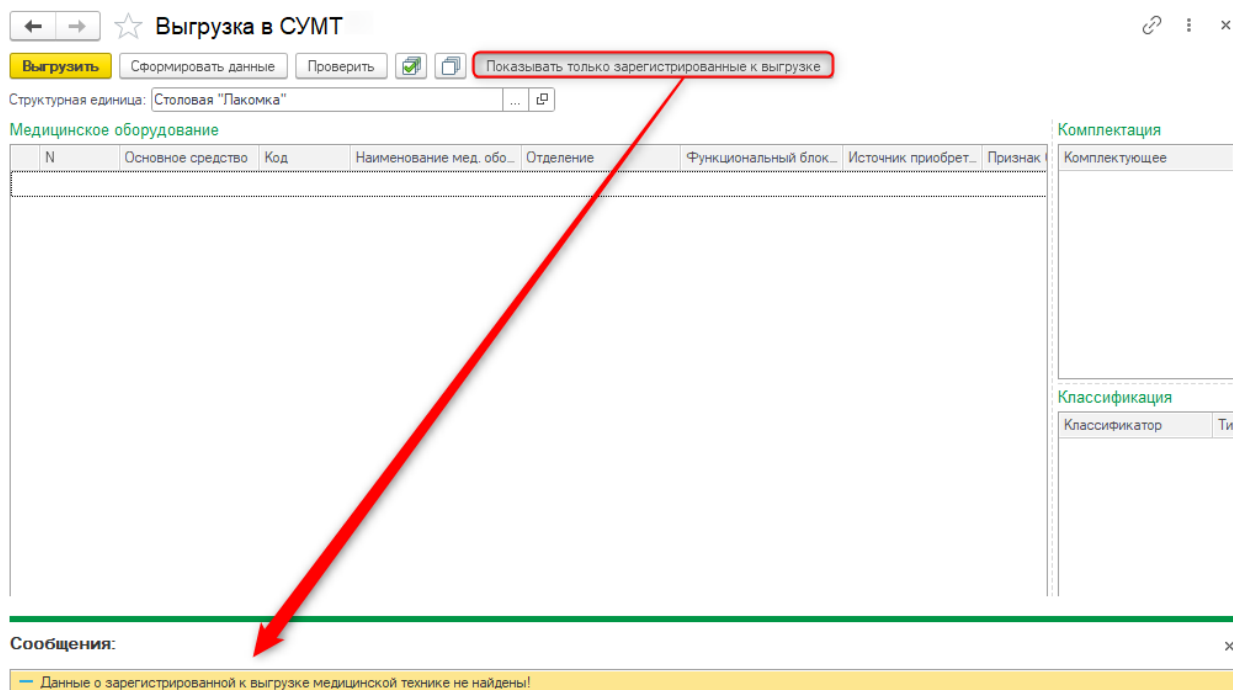 Выгрузка в СУМТ
Выгрузить Сформировать данные Проверить Показывать только зарегистрированные к выгрузке
Структурная единица: Столовая "Лакомка" ...
Медицинское оборудование Комплектация
N Основное средство Код Наименование мед. обо... Отделение Функциональный блок... Источник приобрет... Признак Комплектующее
Классификация
Классификатор Ти
Сообщения:
— Данные о зарегистрированной к выгрузке медицинской технике не найдены!